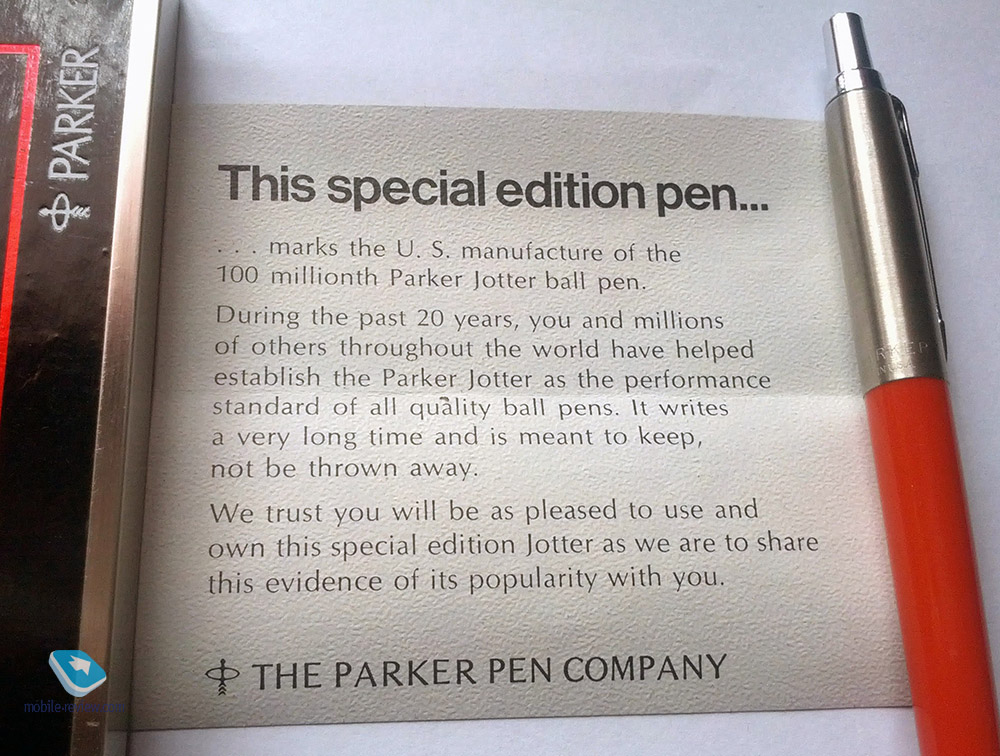 PARKER
This special edition pen...
. . . marks the U. S. manufacture of the
100 millionth Parker Jotter ball pen.
During the past 20 years, you and millions
of others throughout the world have helped
establish the Parker Jotter as the performance
standard of all quality ball pens. It writes
a very long time and is meant to keep,
not be thrown away.
We trust you will be as pleased to use and
own this special edition Jotter as we are to share
this evidence of its popularity with you.
THE PARKER PEN COMPANY